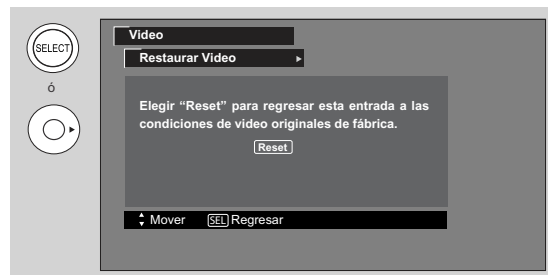 SELECT
ó
Video
Restaurar Video
Elegir “Reset” para regresar esta entrada a las
condiciones de video originales de fábrica.
Reset
Mover SEL Regresar